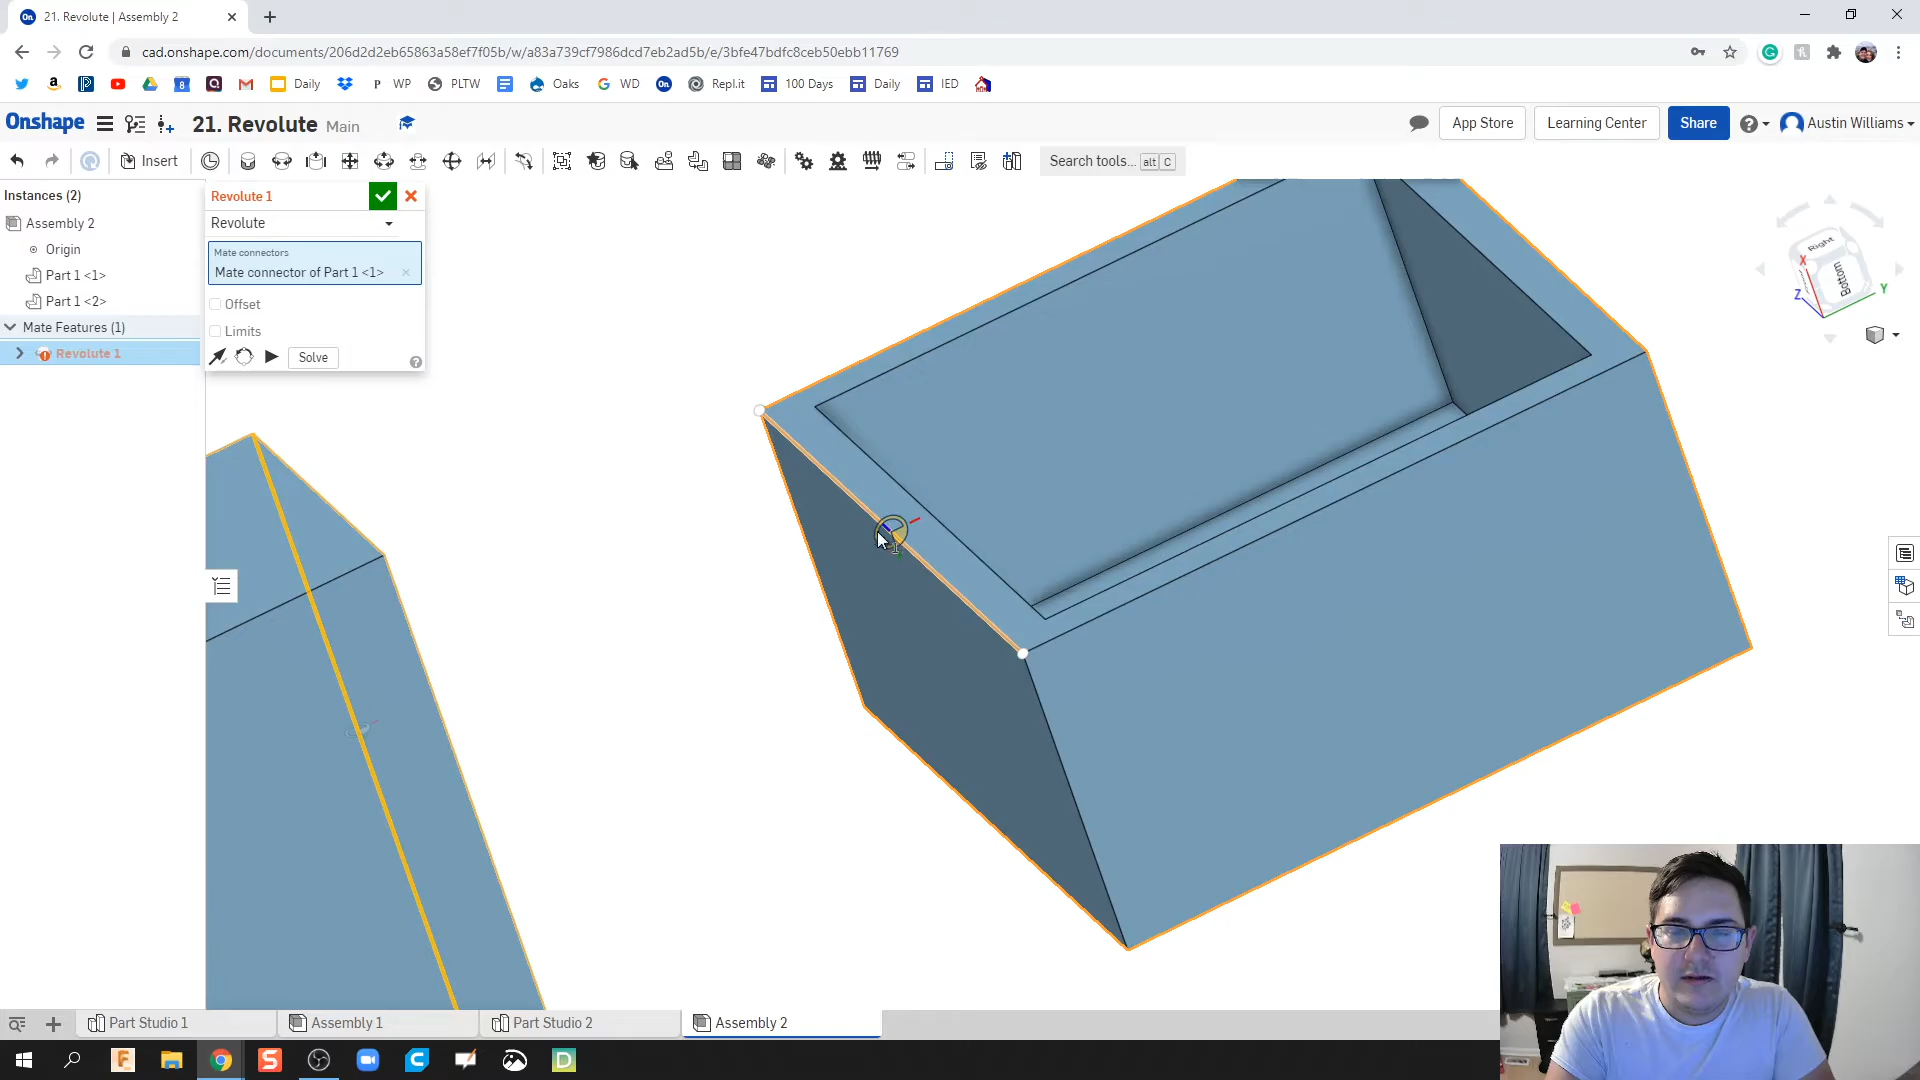 21. Revolute | Assembly 2
cad.onshape.com/documents/206d2d2eb65863a58ef7f05b/w/a83a739cf7986dcd7eb2ad5b/e/3bfe47bdfc8ceb50ebb11769
Daily
WP
PLTW
Oaks
WD
Repl.it
100 Days
Daily
IED
Onshape
21. Revolute Main
App Store
Learning Center
Share
Austin Williams
Insert
Search tools... alt C
Instances (2)
Assembly 2
Origin
Part 1 <1>
Part 1 <2>
Mate Features (1)
Revolute 1
Revolute 1
Revolute
Mate connectors
Mate connector of Part 1 <1>
Offset
Limits
Solve
Right
Bottom
X
Z
Y
Part Studio 1
Assembly 1
Part Studio 2
Assembly 2